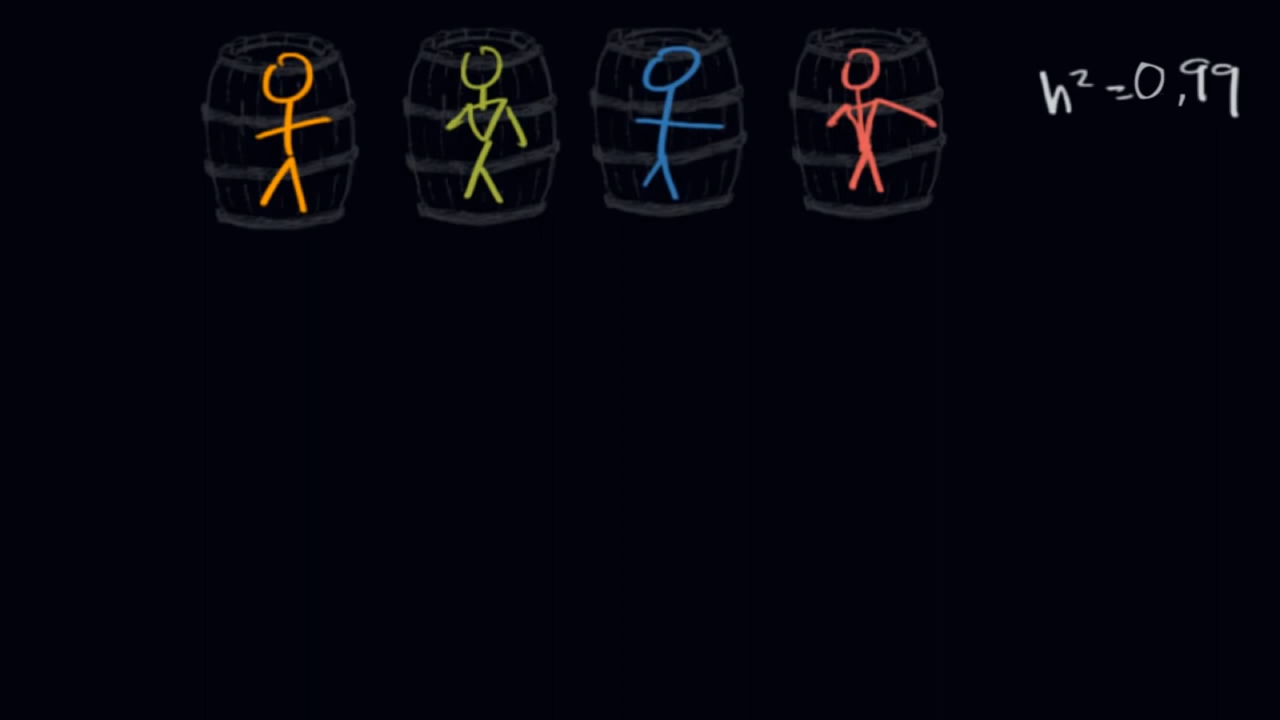 h² = 0,99